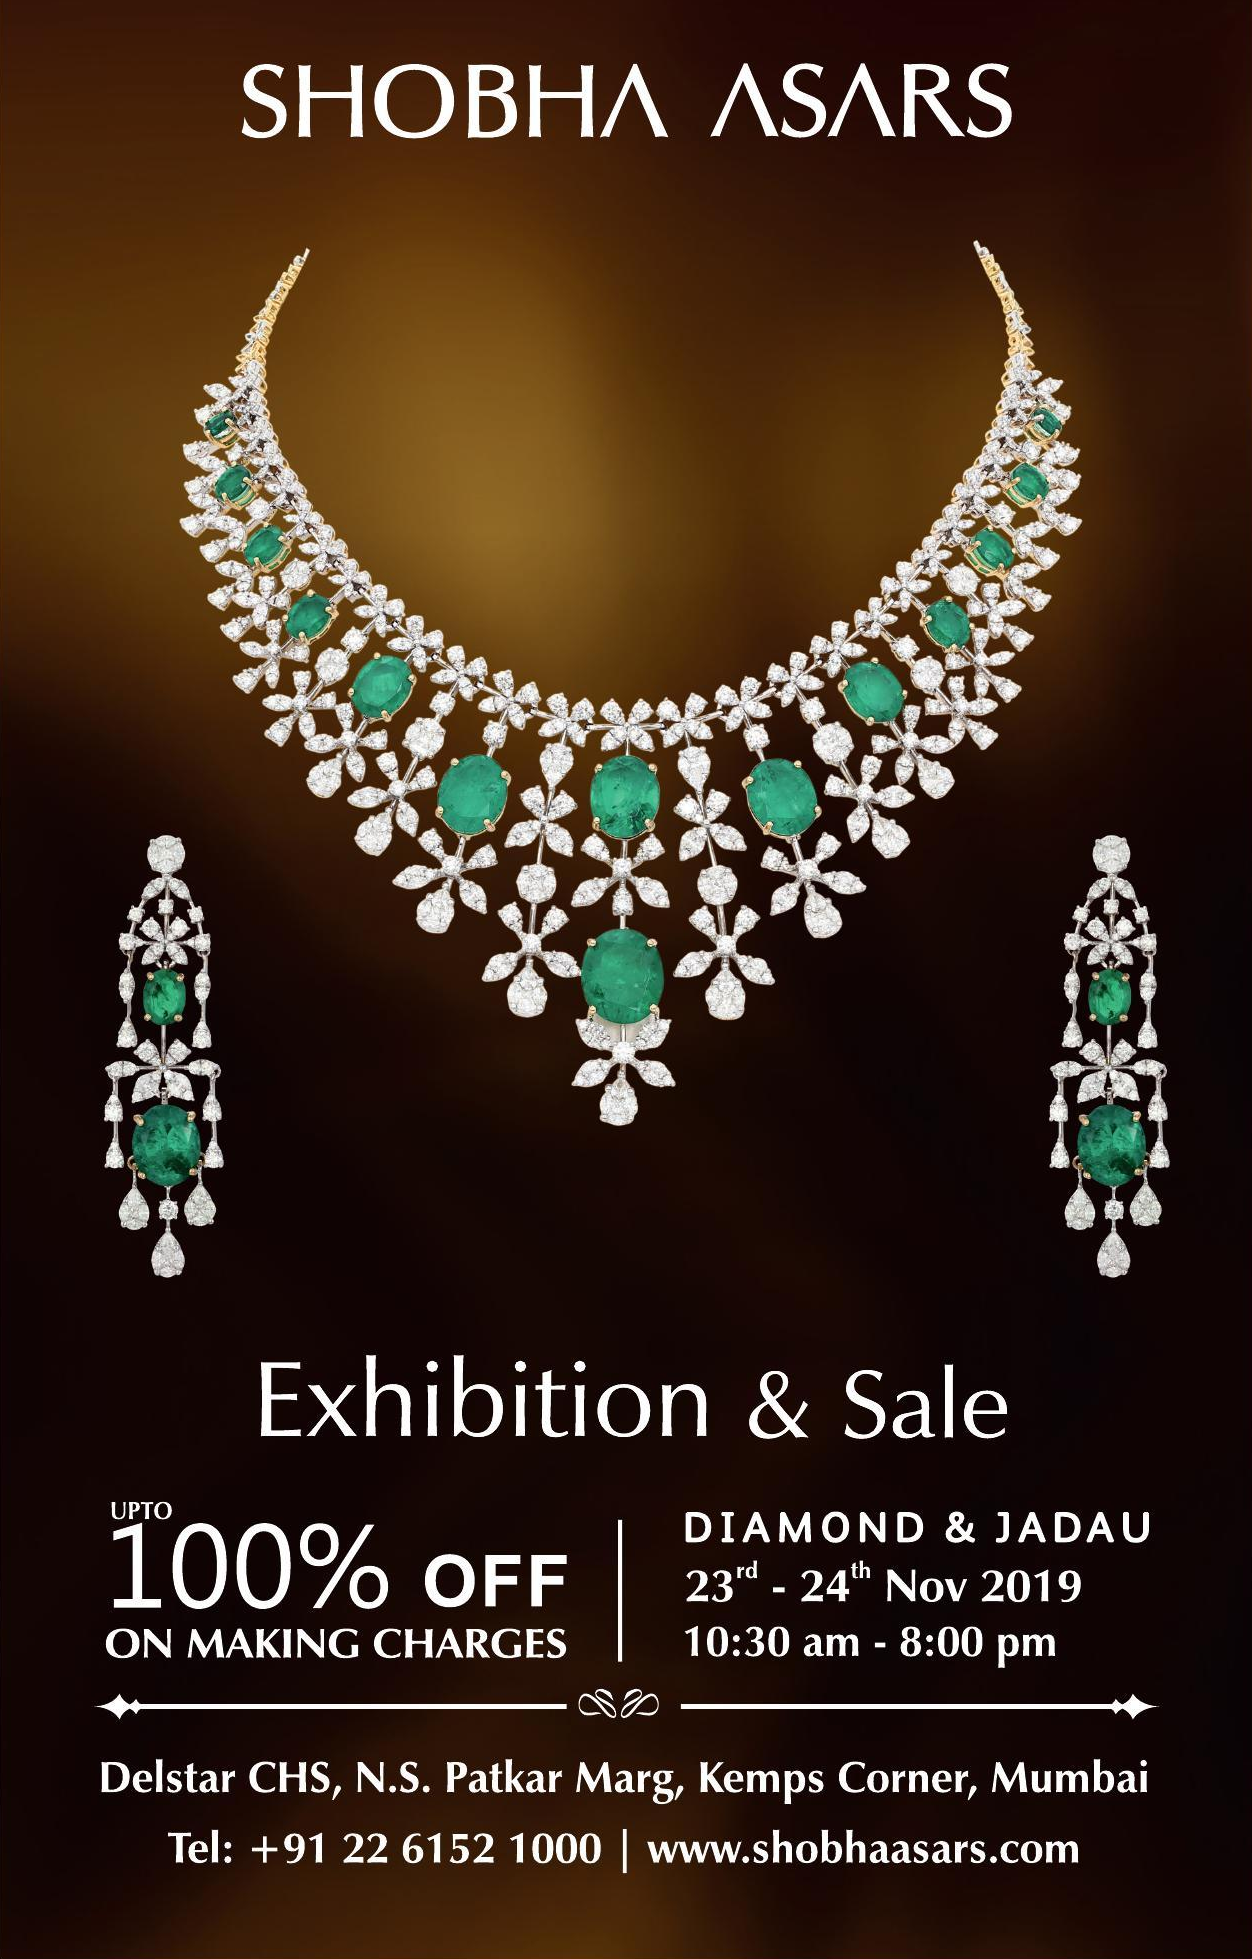 SHOBHA ASARS
Exhibition & Sale
UPTO
100% OFF
ON MAKING CHARGES
DIAMOND & JADAU
23rd - 24th Nov 2019
10:30 am - 8:00 pm
Delstar CHS, N.S. Patkar Marg, Kemps Corner, Mumbai
Tel: +91 22 6152 1000 | www.shobhaasars.com